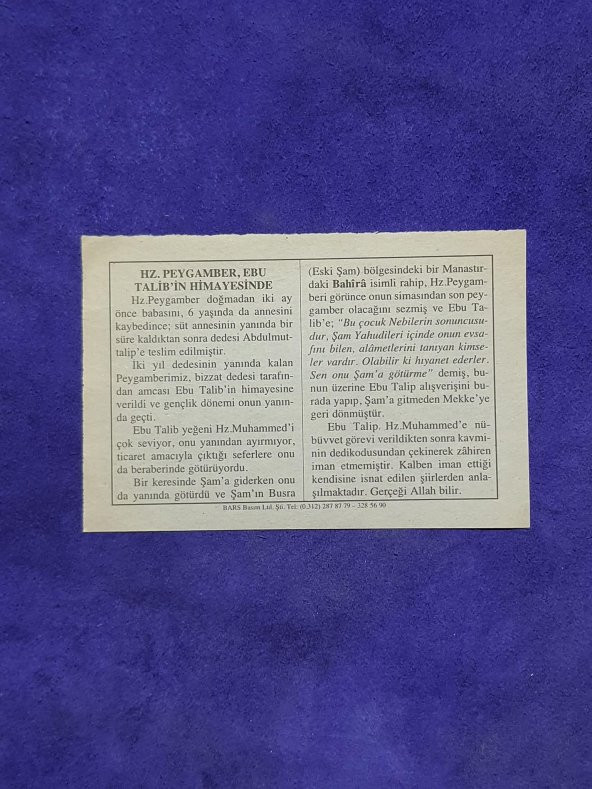 HZ. PEYGAMBER, EBU
TALİB'İN HİMAYESİNDE
Hz.Peygamber doğmadan iki ay
önce babasını, 6 yaşında da annesini
kaybedince; süt annesinin yanında bir
süre kaldıktan sonra dedesi Abdulmut-
talip'e teslim edilmiştir.
İki yıl dedesinin yanında kalan
Peygamberimiz, bizzat dedesi tarafın-
dan amcası Ebu Talib'in himayesine
verildi ve gençlik dönemi onun yanın-
da geçti.
Ebu Talib yeğeni Hz.Muhammed'i
çok seviyor, onu yanından ayırmıyor,
ticaret amacıyla çıktığı seferlere onu
da beraberinde götürüyordu.
Bir keresinde Şam'a giderken onu
da yanında götürdü ve Şam'ın Busra
(Eski Şam) bölgesindeki bir Manastır-
daki Bahîrâ isimli rahip, Hz.Peygam-
beri görünce onun simasından son pey-
gamber olacağını sezmiş ve Ebu Ta-
lib'e; "Bu çocuk Nebilerin sonuncusu-
dur, Şam Yahudileri içinde onun evsa-
fını bilen, alâmetlerini tanıyan kimse-
ler vardır. Olabilir ki hıyanet ederler.
Sen onu Şam'a götürme" demiş, bu-
nun üzerine Ebu Talip alışverişini bu-
rada yapıp, Şam'a gitmeden Mekke'ye
geri dönmüştür.
Ebu Talip, Hz.Muhammed'e nü-
büvvet görevi verildikten sonra kavmi-
nin dedikodusundan çekinerek zâhiren
iman etmemiştir. Kalben iman ettiği
kendisine isnat edilen şiirlerden anla-
şılmaktadır. Gerçeği Allah bilir.
BARS Basım Ltd. Şti. Tel: (0.312) 287 87 79 – 328 56 90